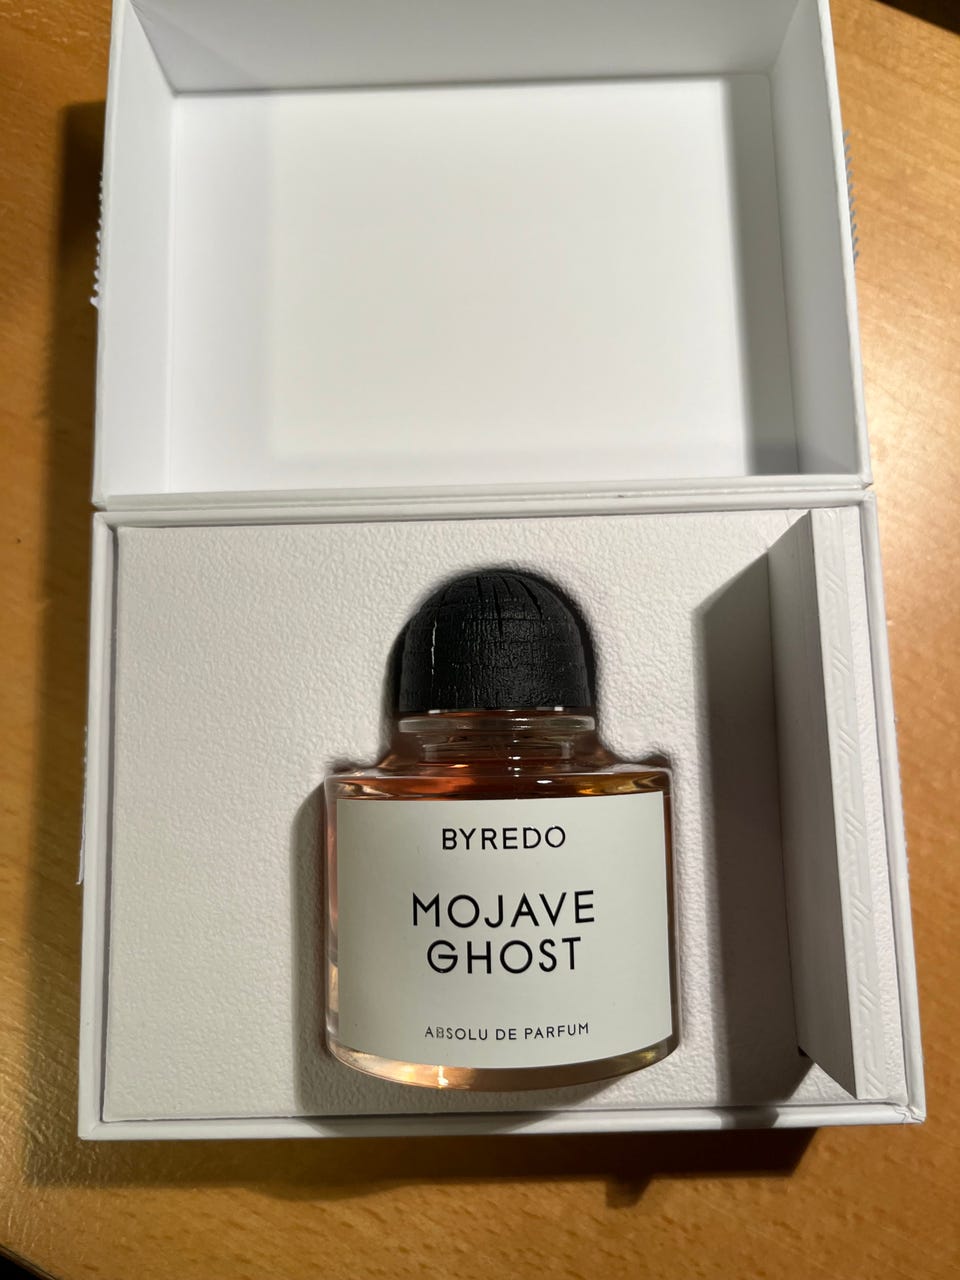 BYREDO
MOJAVE
GHOST
ABSOLU DE PARFUM